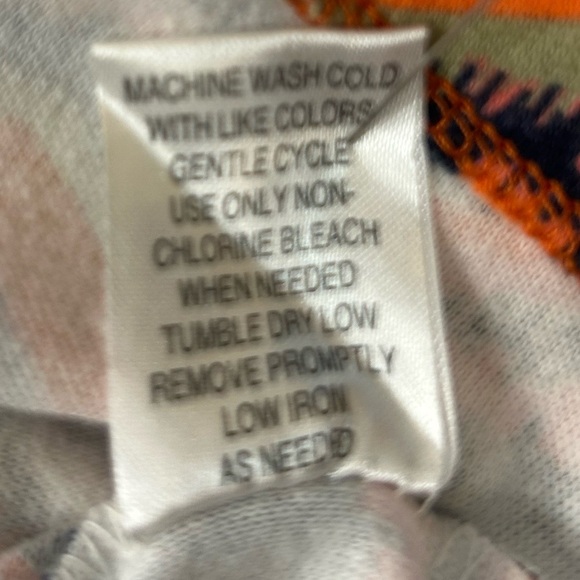 MACHINE WASH COLD
WITH LIKE COLORS
GENTLE CYCLE
USE ONLY NON-
CHLORINE BLEACH
WHEN NEEDED
TUMBLE DRY LOW
REMOVE PROMPTLY
LOW IRON
AS NEEDED